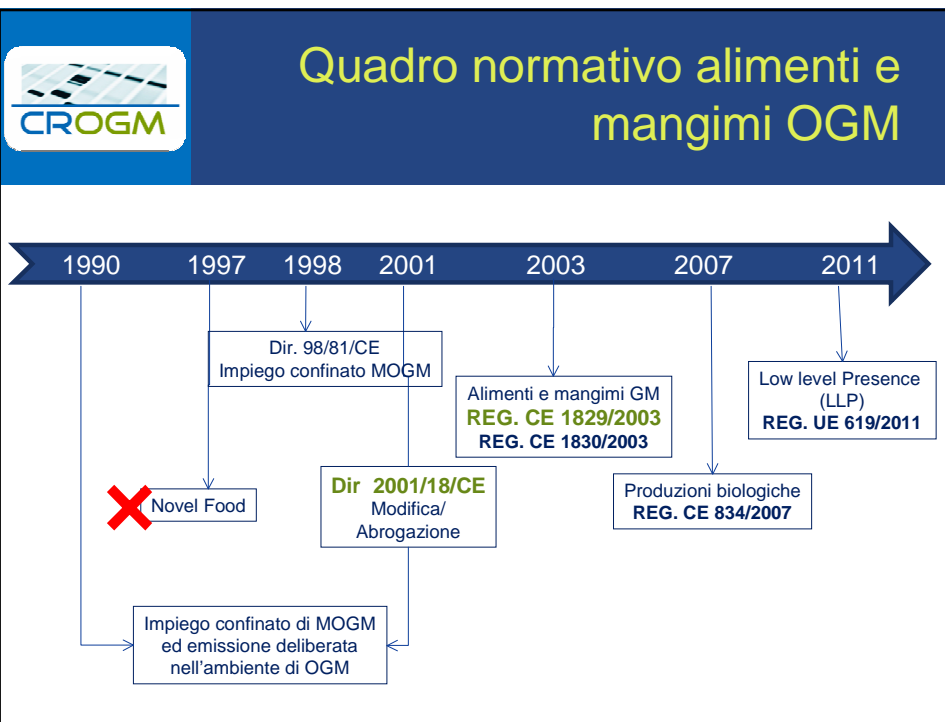 CROGM
Quadro normativo alimenti e
mangimi OGM
1990 1997 1998 2001 2003 2007 2011
Dir. 98/81/CE
Impiego confinato MOGM
Alimenti e mangimi GM
REG. CE 1829/2003
REG. CE 1830/2003
Low level Presence
(LLP)
REG. UE 619/2011
Novel Food
Dir 2001/18/CE
Modifica/
Abrogazione
Produzioni biologiche
REG. CE 834/2007
Impiego confinato di MOGM
ed emissione deliberata
nell'ambiente di OGM